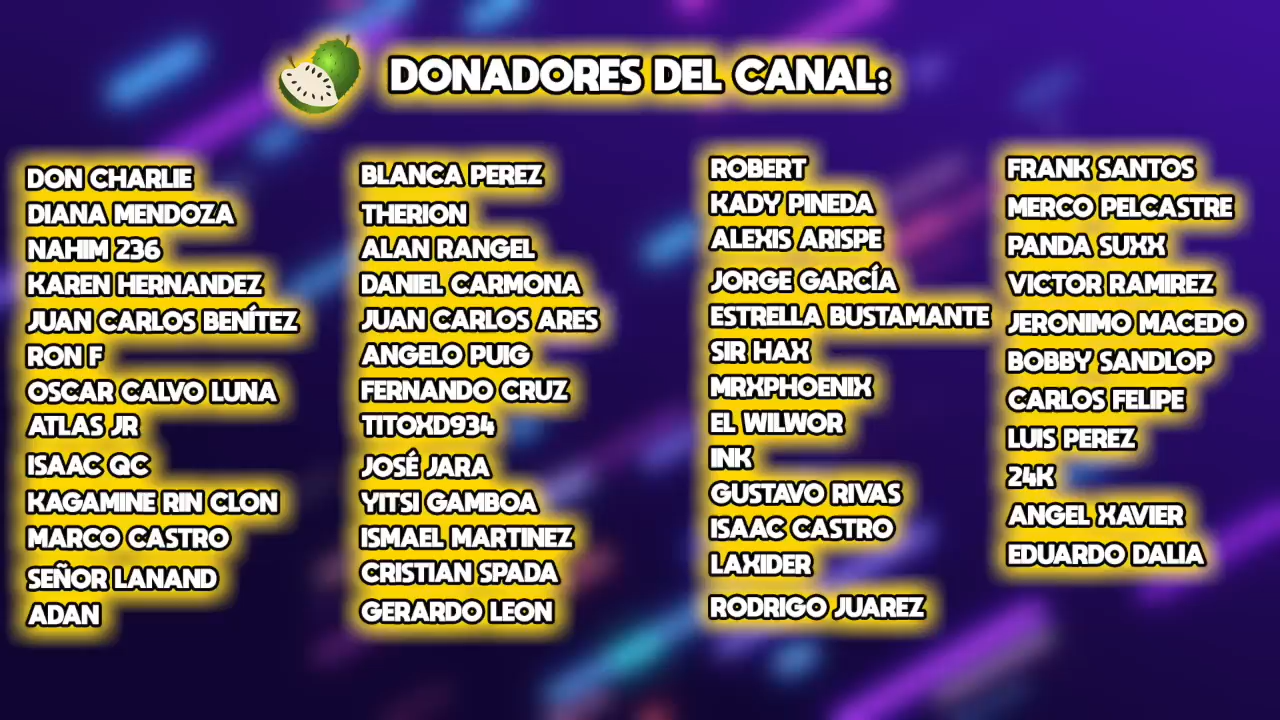 DONADORES DEL CANAL:
DON CHARLIE
DIANA MENDOZA
NAHIM 236
KAREN HERNANDEZ
JUAN CARLOS BENÍTEZ
RON F
OSCAR CALVO LUNA
ATLAS JR
ISAAC QC
KAGAMINE RIN CLON
MARCO CASTRO
SEÑOR LANAND
ADAN
BLANCA PEREZ
THERION
ALAN RANGEL
DANIEL CARMONA
JUAN CARLOS ARES
ANGELO PUIG
FERNANDO CRUZ
TITOXD934
JOSÉ JARA
YITSI GAMBOA
ISMAEL MARTINEZ
CRISTIAN SPADA
GERARDO LEON
ROBERT
KADY PINEDA
ALEXIS ARISPE
JORGE GARCÍA
ESTRELLA BUSTAMANTE
SIR HAX
MRXPHOENIX
EL WILWOR
INK
GUSTAVO RIVAS
ISAAC CASTRO
LAXIDER
RODRIGO JUAREZ
FRANK SANTOS
MERCO PELCASTRE
PANDA SUXX
VICTOR RAMIREZ
JERONIMO MACEDO
BOBBY SANDLOP
CARLOS FELIPE
LUIS PEREZ
24K
ANGEL XAVIER
EDUARDO DALIA